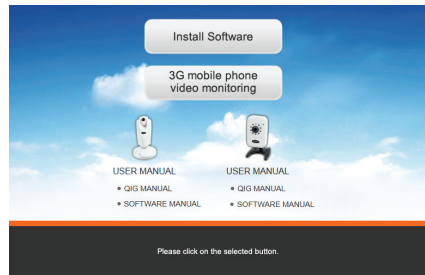 Install Software
3G mobile phone
video monitoring
USER MANUAL
• QIG MANUAL
• SOFTWARE MANUAL
USER MANUAL
• QIG MANUAL
• SOFTWARE MANUAL
Please click on the selected button.